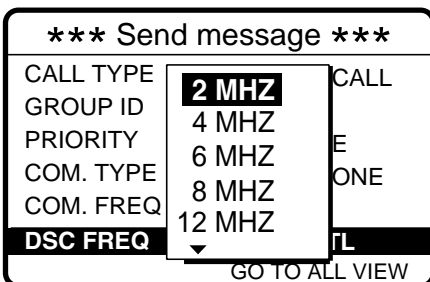 *** Send message ***
CALL TYPE CALL
GROUP ID
PRIORITY E
COM. TYPE ONE
COM. FREQ
DSC FREQ TL
2 MHZ
4 MHZ
6 MHZ
8 MHZ
12 MHZ
GO TO ALL VIEW